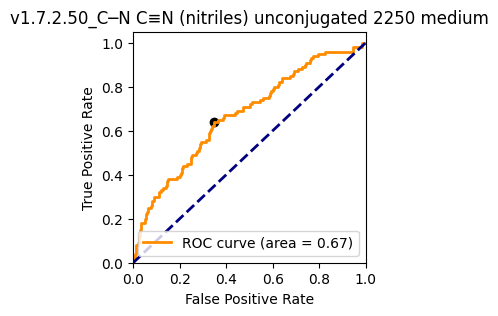 v1.7.2.50_C─N C≡N (nitriles) unconjugated 2250 medium
1.0
0.8
0.6
0.4
0.2
0.0
True Positive Rate
ROC curve (area = 0.67)
0.0 0.2 0.4 0.6 0.8 1.0
False Positive Rate